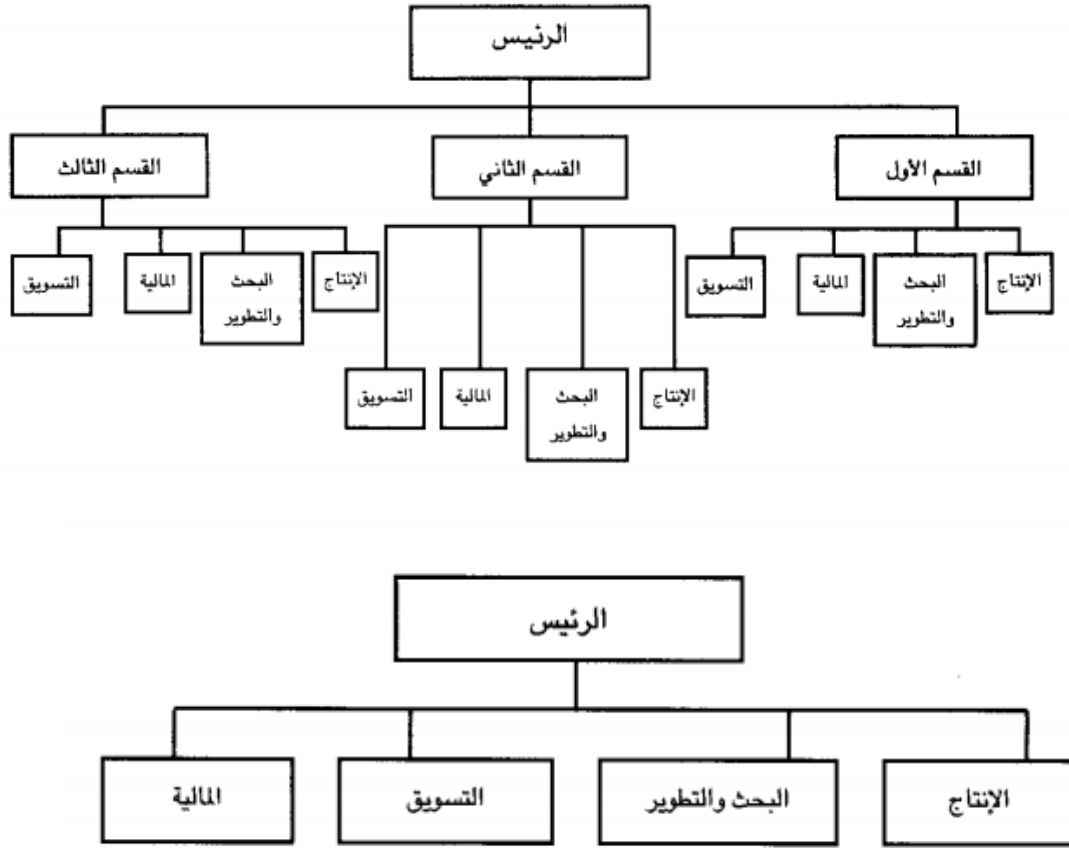 الرئيس
القسم الأول
القسم الثاني
القسم الثالث
الإنتاج
البحث
والتطوير
المالية
التسويق
الإنتاج
البحث
والتطوير
المالية
التسويق
الإنتاج
البحث
والتطوير
المالية
التسويق
الرئيس
الإنتاج
البحث والتطوير
التسويق
المالية